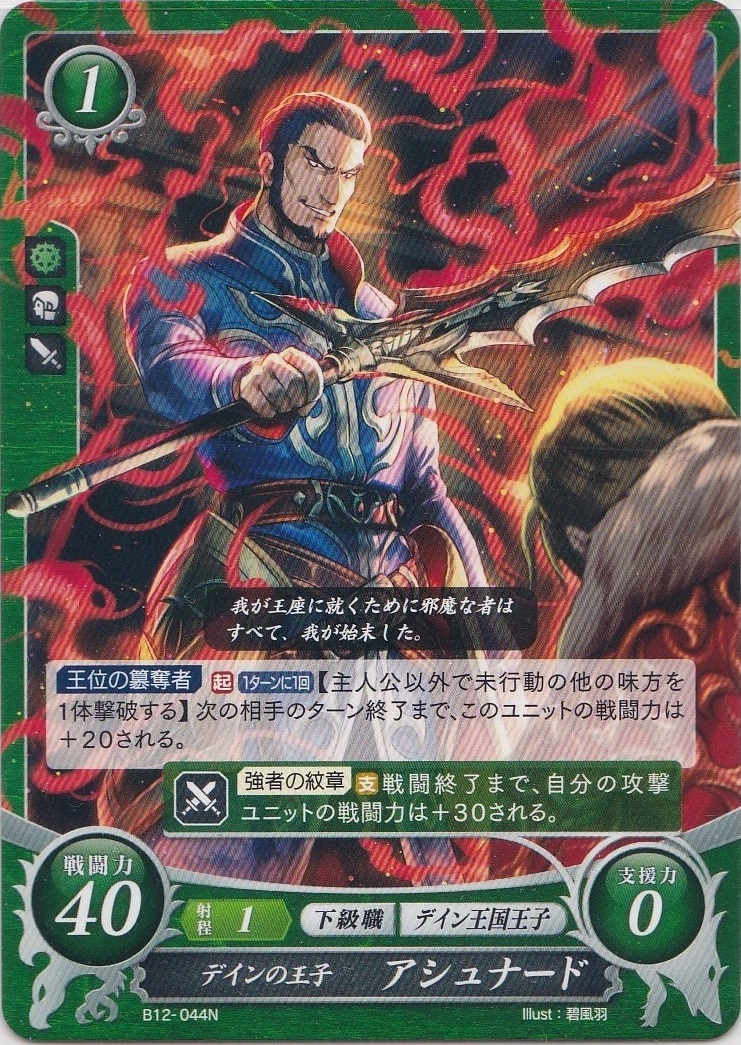 1
我が王座に就くために邪魔な者は
すべて、我が始末した。
王位の簒奪者 起 1ターンに1回【主人公以外で未行動の他の味方を
1体撃破する】次の相手のターン終了まで、このユニットの戦闘力は
＋20される。
強者の紋章 支 戦闘終了まで、自分の攻撃
ユニットの戦闘力は＋30される。
戦闘力
40
射程 1 下級職 デイン王国王子
支援力
0
デインの王子 アシュナード
B12-044N Illust：碧風羽